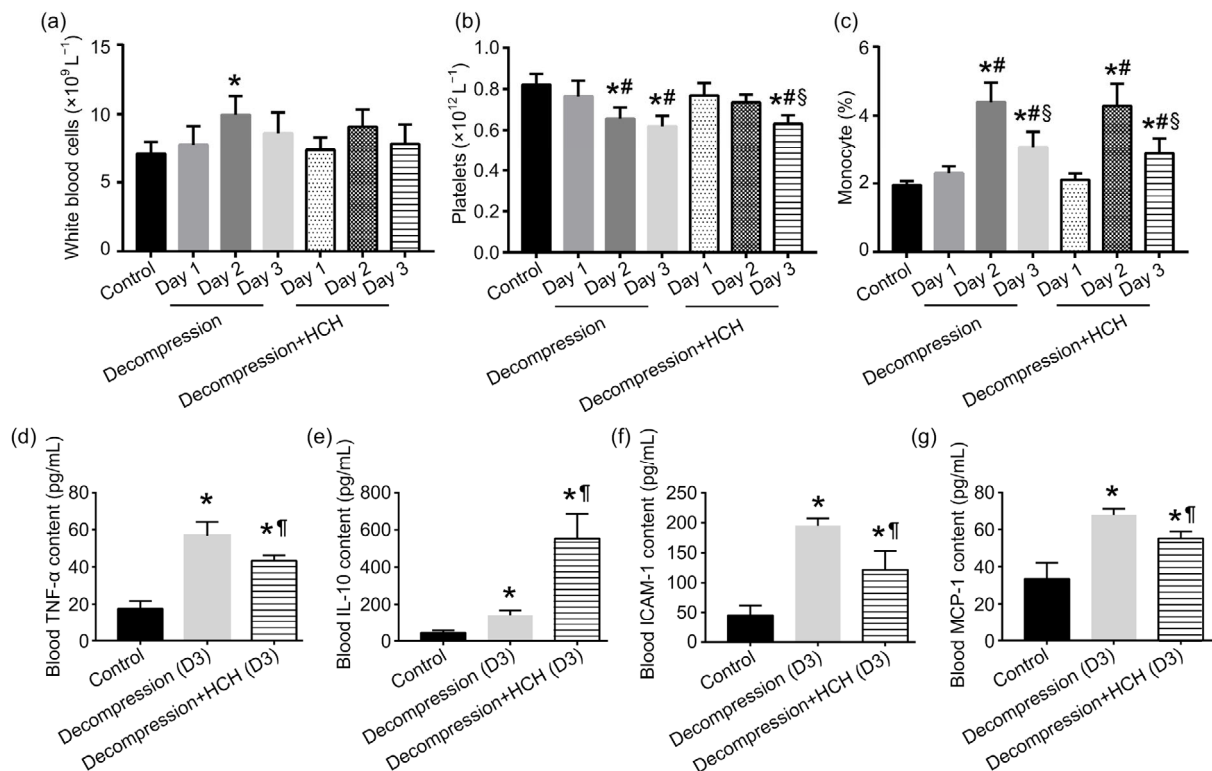 (a)
White blood cells (×10⁹ L⁻¹)
15
10
5
0
*
Control
Day 1
Day 2
Day 3
Day 1
Day 2
Day 3
Decompression
Decompression+HCH
(b)
Platelets (×10¹² L⁻¹)
1.0
0.8
0.6
0.4
0.2
0.0
*#
*#
*#§
Control
Day 1
Day 2
Day 3
Day 1
Day 2
Day 3
Decompression
Decompression+HCH
(c)
Monocyte (%)
6
4
2
0
*#
*#§
*#
*#§
Control
Day 1
Day 2
Day 3
Day 1
Day 2
Day 3
Decompression
Decompression+HCH
(d)
Blood TNF-α content (pg/mL)
80
60
40
20
0
*
*¶
Control
Decompression (D3)
Decompression+HCH (D3)
(e)
Blood IL-10 content (pg/mL)
800
600
400
200
0
*
*¶
Control
Decompression (D3)
Decompression+HCH (D3)
(f)
Blood ICAM-1 content (pg/mL)
250
200
150
100
50
0
*
*¶
Control
Decompression (D3)
Decompression+HCH (D3)
(g)
Blood MCP-1 content (pg/mL)
80
60
40
20
0
*
*¶
Control
Decompression (D3)
Decompression+HCH (D3)